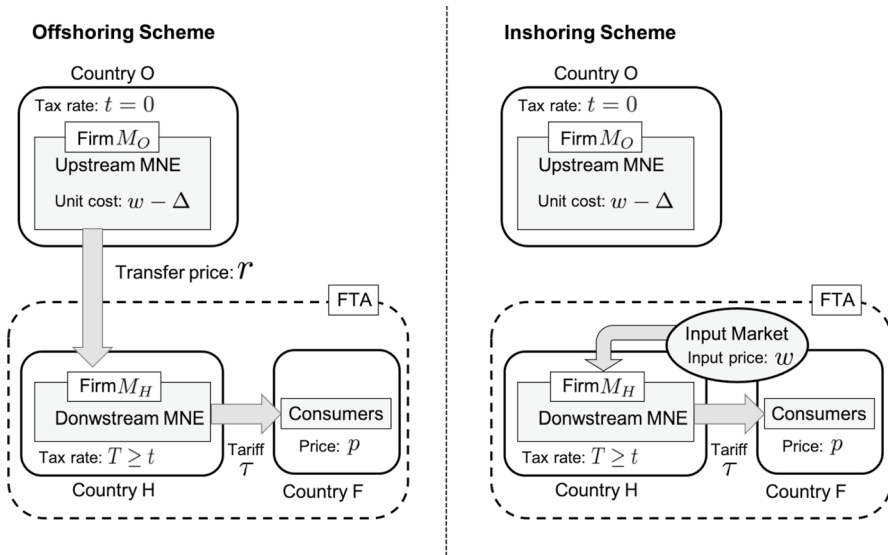 Offshoring Scheme
Country O
Tax rate: t = 0
Firm M_O
Upstream MNE
Unit cost: w − Δ
Transfer price: r
FTA
Firm M_H
Donwstream MNE
Tax rate: T ≥ t
Country H
Tariff
τ
Consumers
Price: p
Country F
Inshoring Scheme
Country O
Tax rate: t = 0
Firm M_O
Upstream MNE
Unit cost: w − Δ
FTA
Input Market
Input price: w
Firm M_H
Donwstream MNE
Tax rate: T ≥ t
Country H
Tariff
τ
Consumers
Price: p
Country F